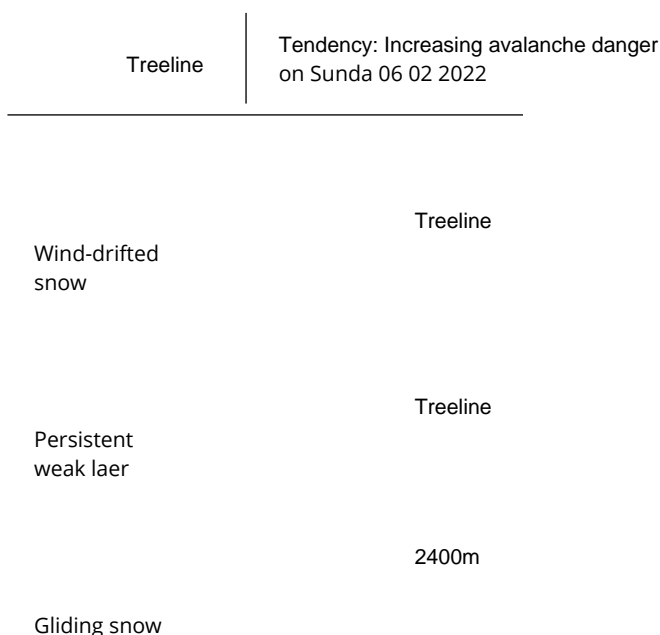 Treeline
Tendency: Increasing avalanche danger
on Sunda 06 02 2022
Treeline
Wind-drifted
snow
Treeline
Persistent
weak laer
2400m
Gliding snow